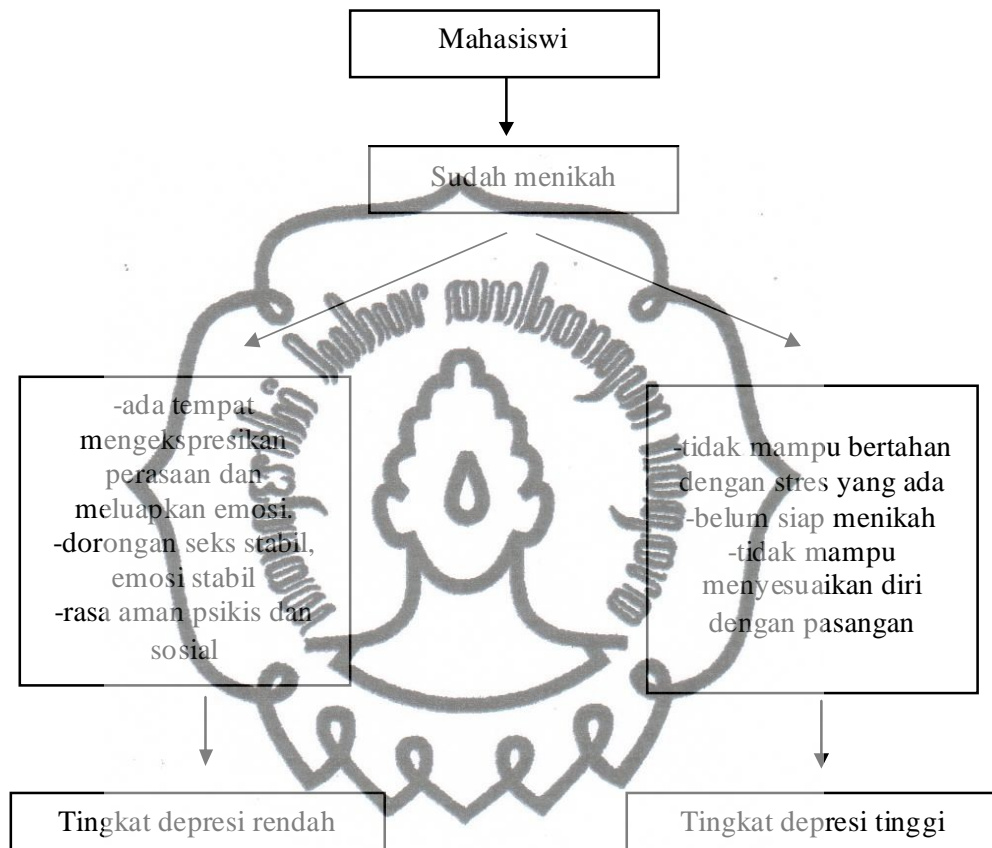 Mahasiswi
Sudah menikah
-ada tempat
mengekspresikan
perasaan dan
meluapkan emosi.
-dorongan seks stabil,
emosi stabil
-rasa aman psikis dan
sosial
-tidak mampu bertahan
dengan stres yang ada
-belum siap menikah
-tidak mampu
menyesuaikan diri
dengan pasangan
Tingkat depresi rendah
Tingkat depresi tinggi